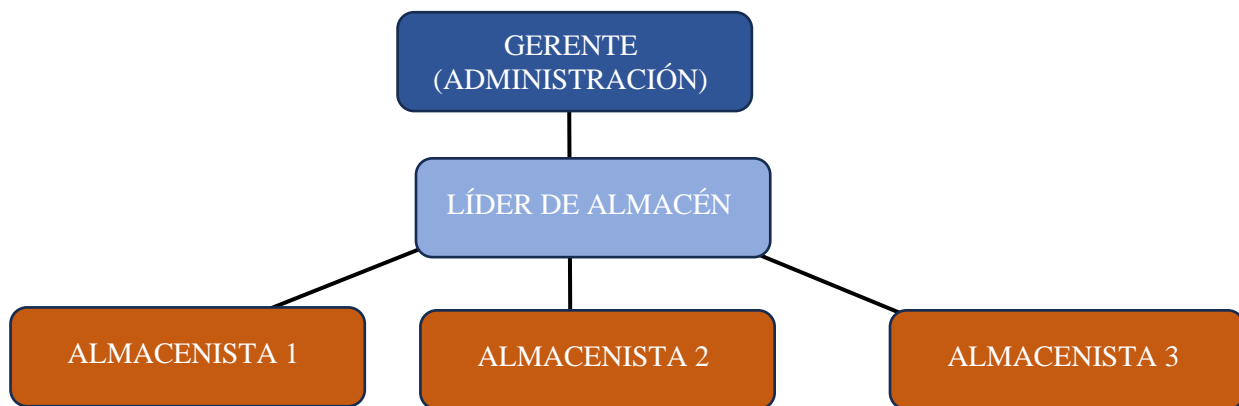 GERENTE
(ADMINISTRACIÓN)
LÍDER DE ALMACÉN
ALMACENISTA 1
ALMACENISTA 2
ALMACENISTA 3